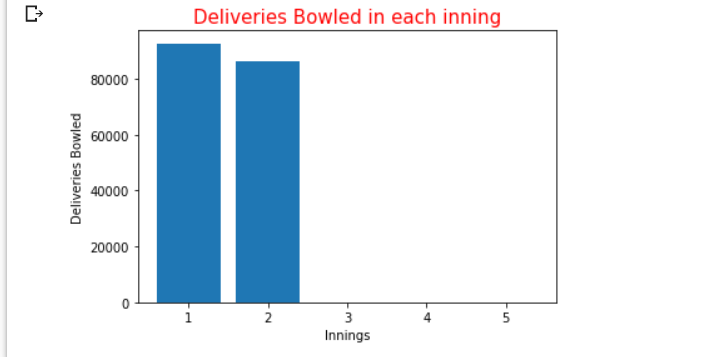 Deliveries Bowled in each inning
Deliveries Bowled
80000
60000
40000
20000
0
1 2 3 4 5
Innings